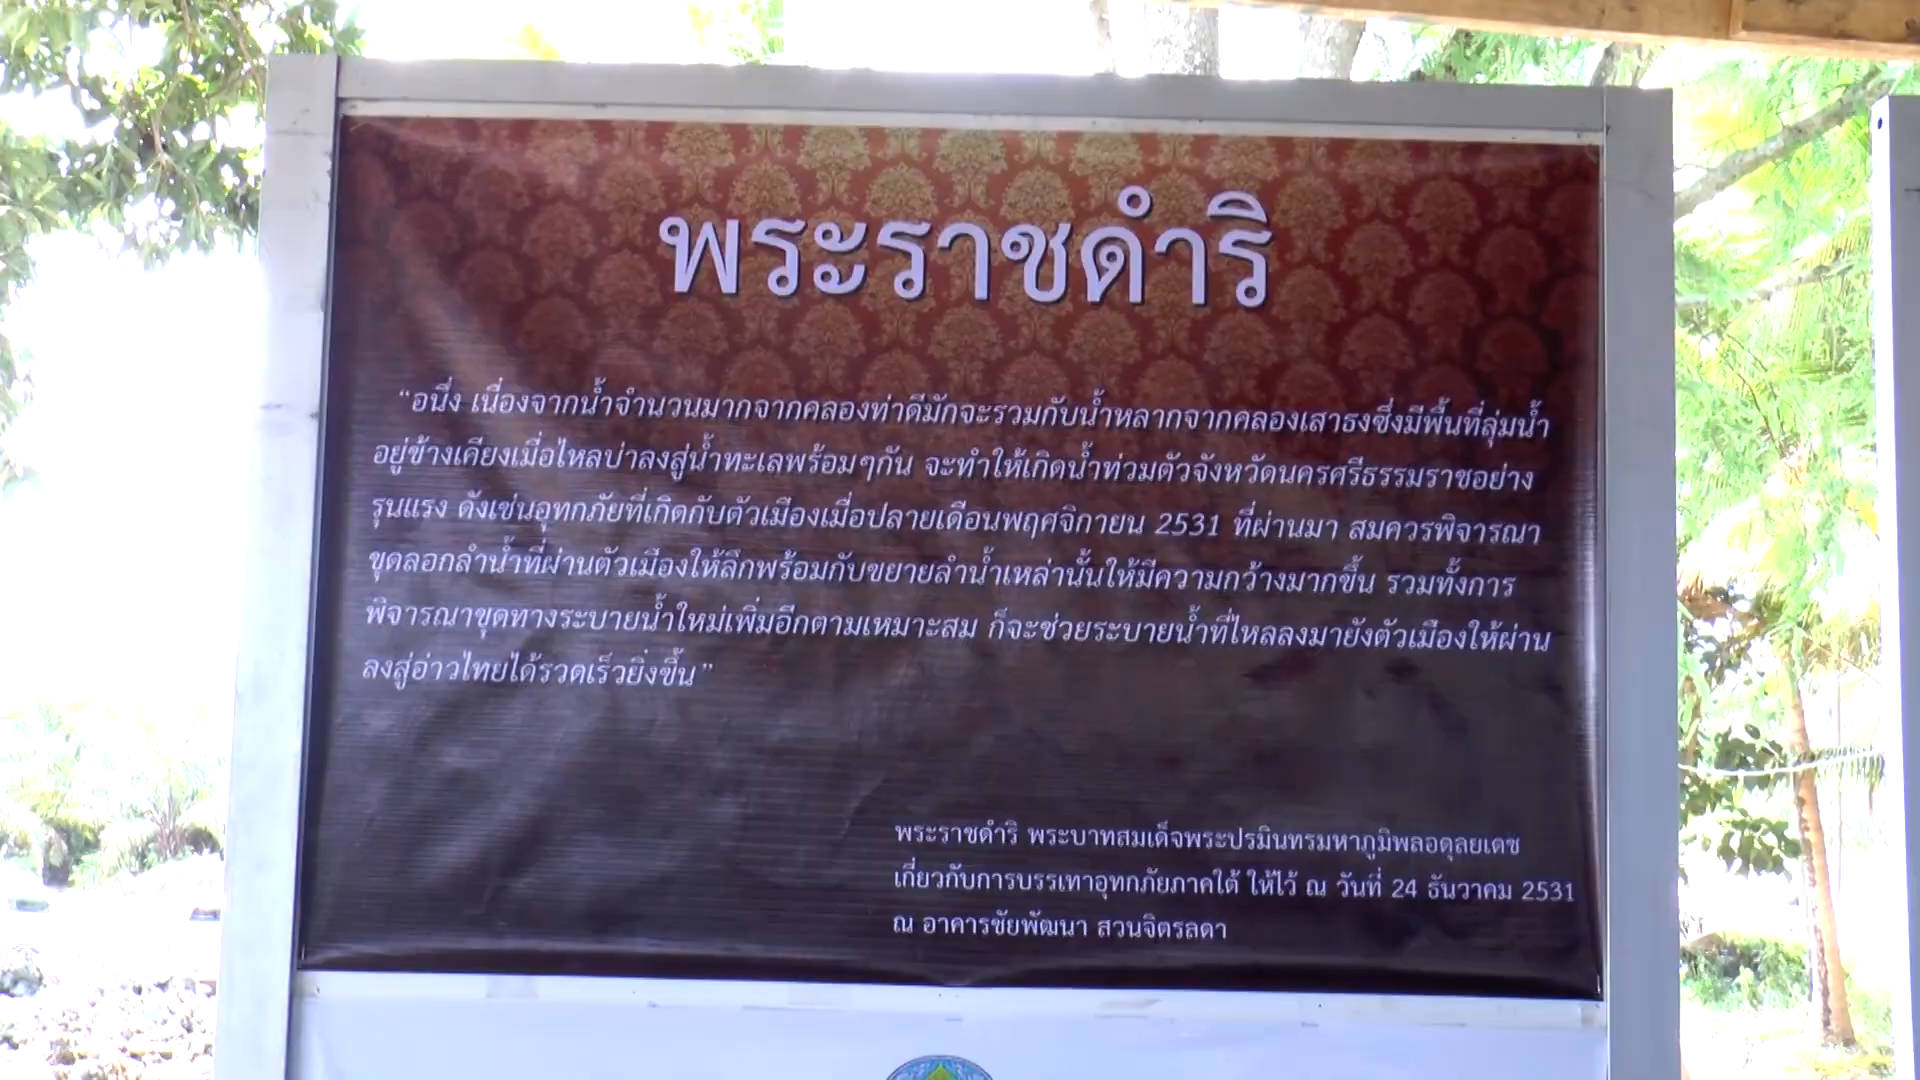 พระราชดำริ
“อนึ่ง เนื่องจากน้ำจำนวนมากจากคลองท่าดีมักจะรวมกับน้ำหลากจากคลองเสาธงซึ่งมีพื้นที่ลุ่มน้ำ
อยู่ข้างเคียงเมื่อไหลบ่าลงสู่น้ำทะเลพร้อมๆกัน จะทำให้เกิดน้ำท่วมตัวจังหวัดนครศรีธรรมราชอย่าง
รุนแรง ดังเช่นอุทกภัยที่เกิดกับตัวเมืองเมื่อปลายเดือนพฤศจิกายน 2531 ที่ผ่านมา สมควรพิจารณา
ขุดลอกลำน้ำที่ผ่านตัวเมืองให้ลึกพร้อมกับขยายลำน้ำเหล่านั้นให้มีความกว้างมากขึ้น รวมทั้งการ
พิจารณาขุดทางระบายน้ำใหม่เพิ่มอีกตามเหมาะสม ก็จะช่วยระบายน้ำที่ไหลลงมายังตัวเมืองให้ผ่าน
ลงสู่อ่าวไทยได้รวดเร็วยิ่งขึ้น”
พระราชดำริ พระบาทสมเด็จพระปรมินทรมหาภูมิพลอดุลยเดช
เกี่ยวกับการบรรเทาอุทกภัยภาคใต้ ให้ไว้ ณ วันที่ 24 ธันวาคม 2531
ณ อาคารชัยพัฒนา สวนจิตรลดา